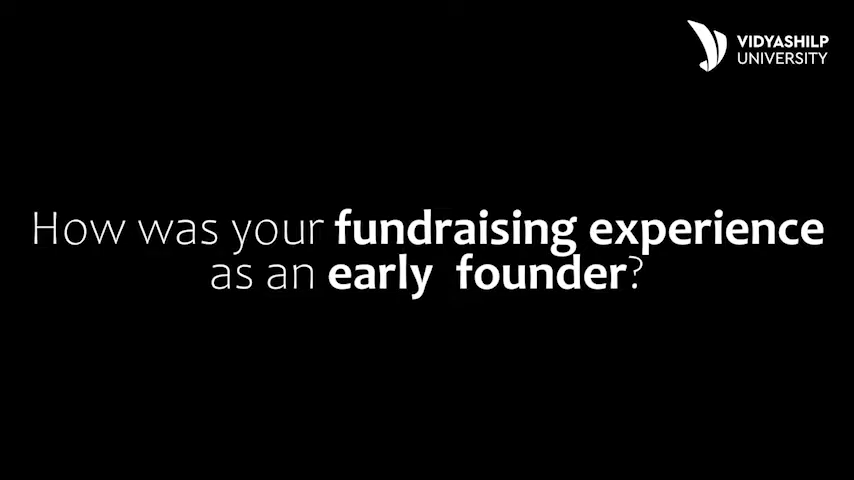 VIDYASHILP
UNIVERSITY
How was your fundraising experience
as an early  founder?